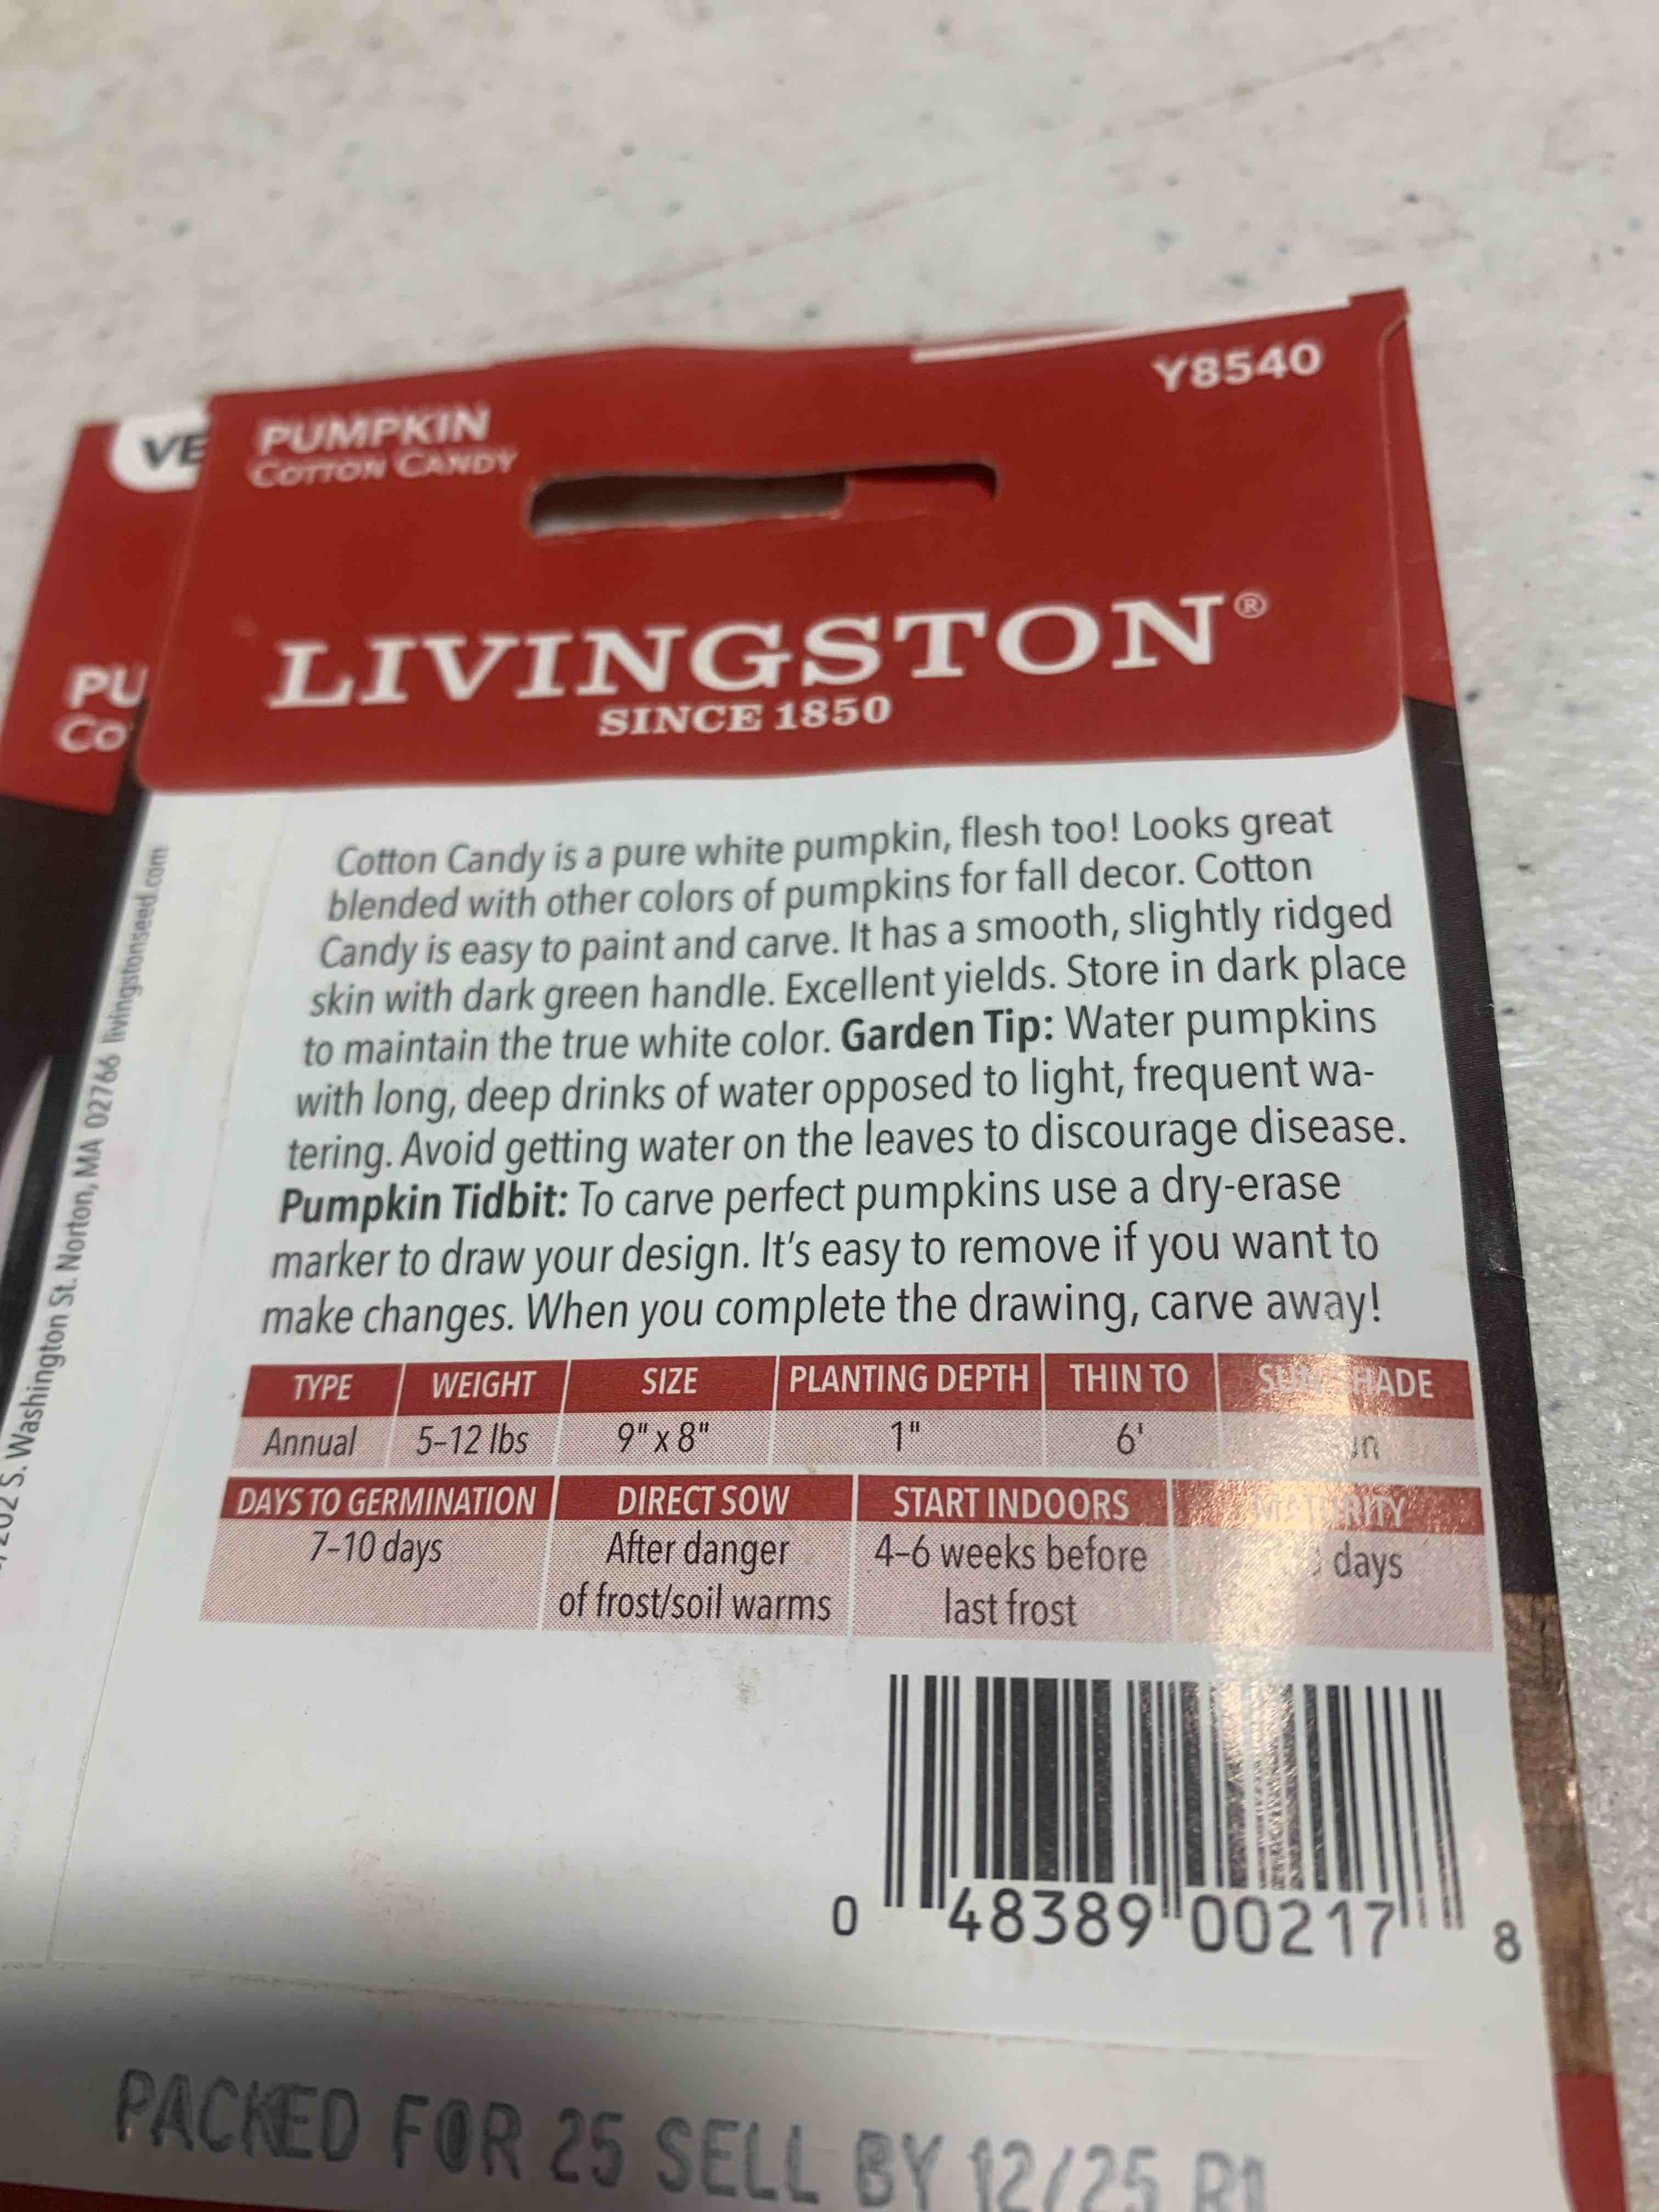 Y8540
VE
PUMPKIN
COTTON CANDY
LIVINGSTON®
SINCE 1850
PU
Co
202 S. Washington St. Norton, MA 02766 livingstonseed.com
Cotton Candy is a pure white pumpkin, flesh too! Looks great
blended with other colors of pumpkins for fall decor. Cotton
Candy is easy to paint and carve. It has a smooth, slightly ridged
skin with dark green handle. Excellent yields. Store in dark place
to maintain the true white color. Garden Tip: Water pumpkins
with long, deep drinks of water opposed to light, frequent wa-
tering. Avoid getting water on the leaves to discourage disease.
Pumpkin Tidbit: To carve perfect pumpkins use a dry-erase
marker to draw your design. It's easy to remove if you want to
make changes. When you complete the drawing, carve away!
TYPE WEIGHT SIZE PLANTING DEPTH THIN TO SUN SHADE
Annual 5–12 lbs 9" x 8" 1" 6'
DAYS TO GERMINATION DIRECT SOW START INDOORS MATURITY
7–10 days After danger 4–6 weeks before days
of frost/soil warms last frost
0 48389 00217 8
PACKED FOR 25 SELL BY 12/25 R1